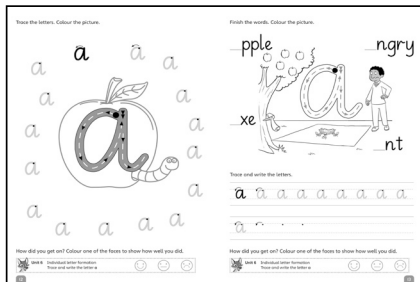 Trace the letters. Colour the picture.
a a a
a a
a a
a a
a a
a a
a a a a
a
How did you get on? Colour one of the faces to show how well you did.
Unit 5 Individual letter formation
Trace and write the letter a
Finish the words. Colour the picture.
pple
ngry
a
xe
nt
Trace and write the letters.
a a a a a a a a a
a
How did you get on? Colour one of the faces to show how well you did.
Unit 5 Individual letter formation
Trace and write the letter a